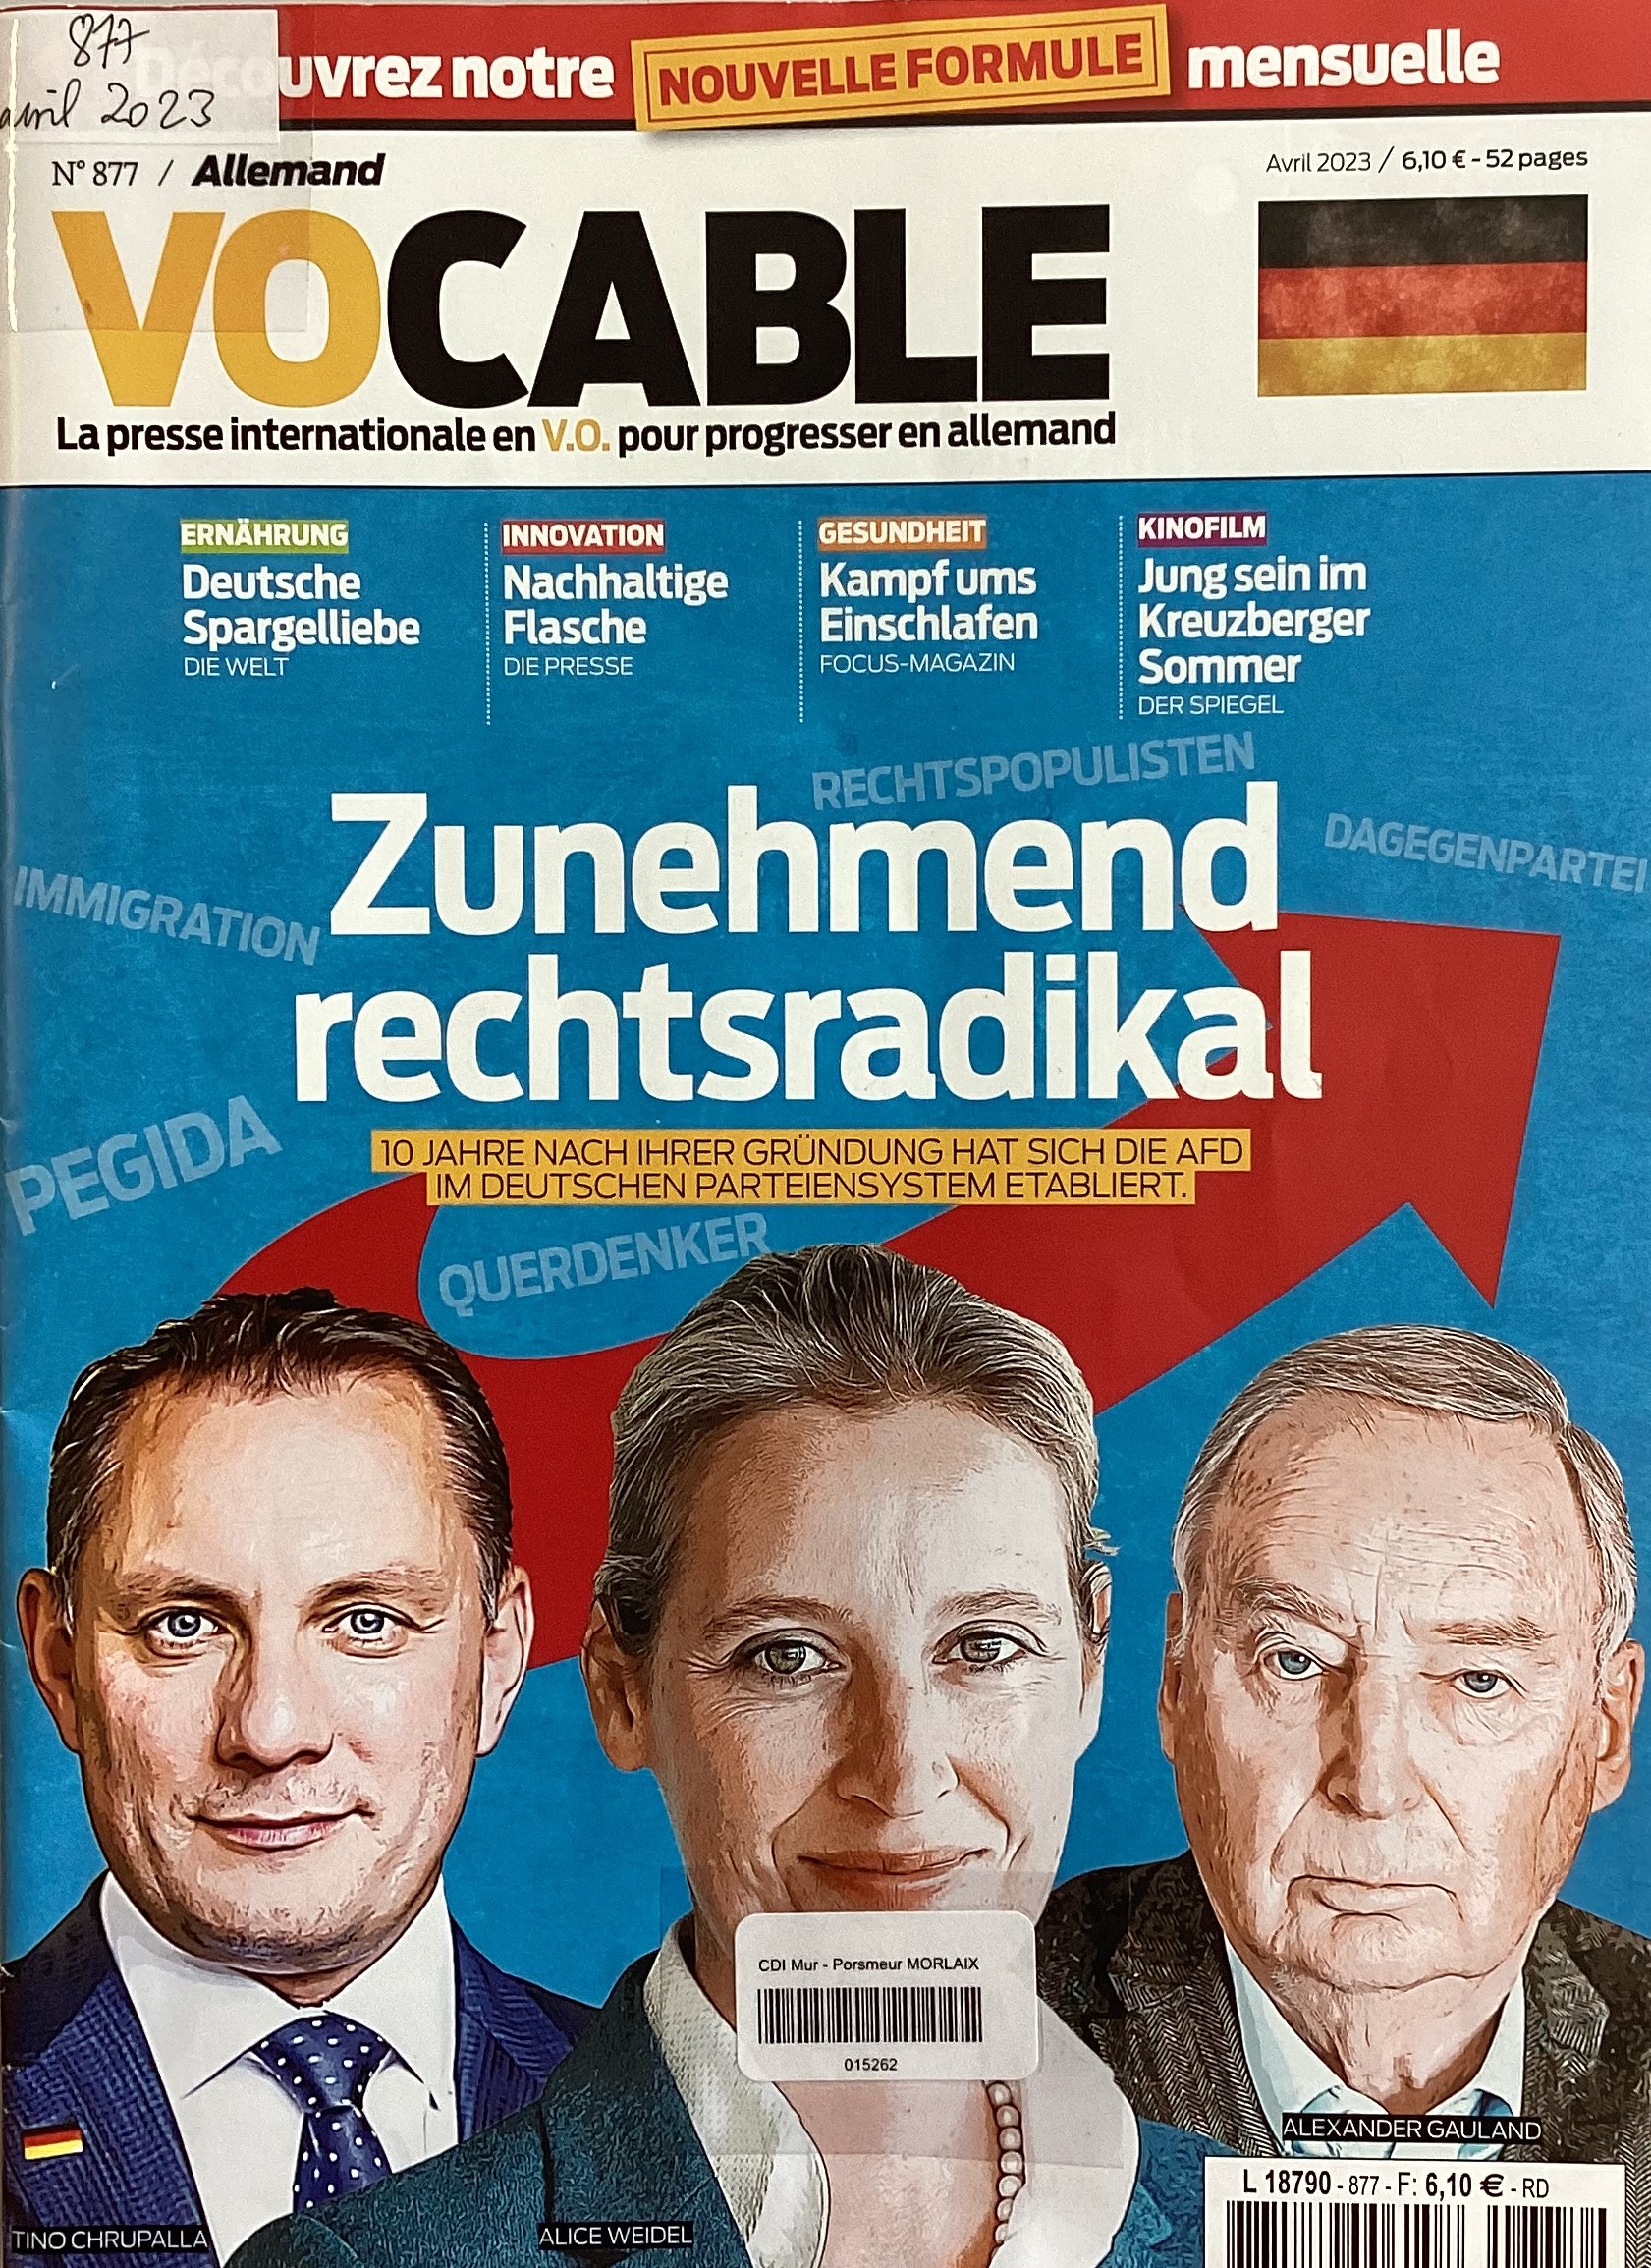 877
avril 2023
Découvrez notre NOUVELLE FORMULE mensuelle
N° 877 / Allemand
Avril 2023 / 6,10 € - 52 pages
VOCABLE
La presse internationale en V.O. pour progresser en allemand
ERNÄHRUNG
Deutsche
Spargelliebe
DIE WELT
INNOVATION
Nachhaltige
Flasche
DIE PRESSE
GESUNDHEIT
Kampf ums
Einschlafen
FOCUS-MAGAZIN
KINOFILM
Jung sein im
Kreuzberger
Sommer
DER SPIEGEL
RECHTSPOPULISTEN
DAGEGENPARTEI
IMMIGRATION
Zunehmend
rechtsradikal
PEGIDA
10 JAHRE NACH IHRER GRÜNDUNG HAT SICH DIE AFD
IM DEUTSCHEN PARTEIENSYSTEM ETABLIERT.
QUERDENKER
CDI Mur - Porsmeur MORLAIX
015262
ALEXANDER GAULAND
L 18790 - 877 - F: 6,10 € - RD
TINO CHRUPALLA
ALICE WEIDEL